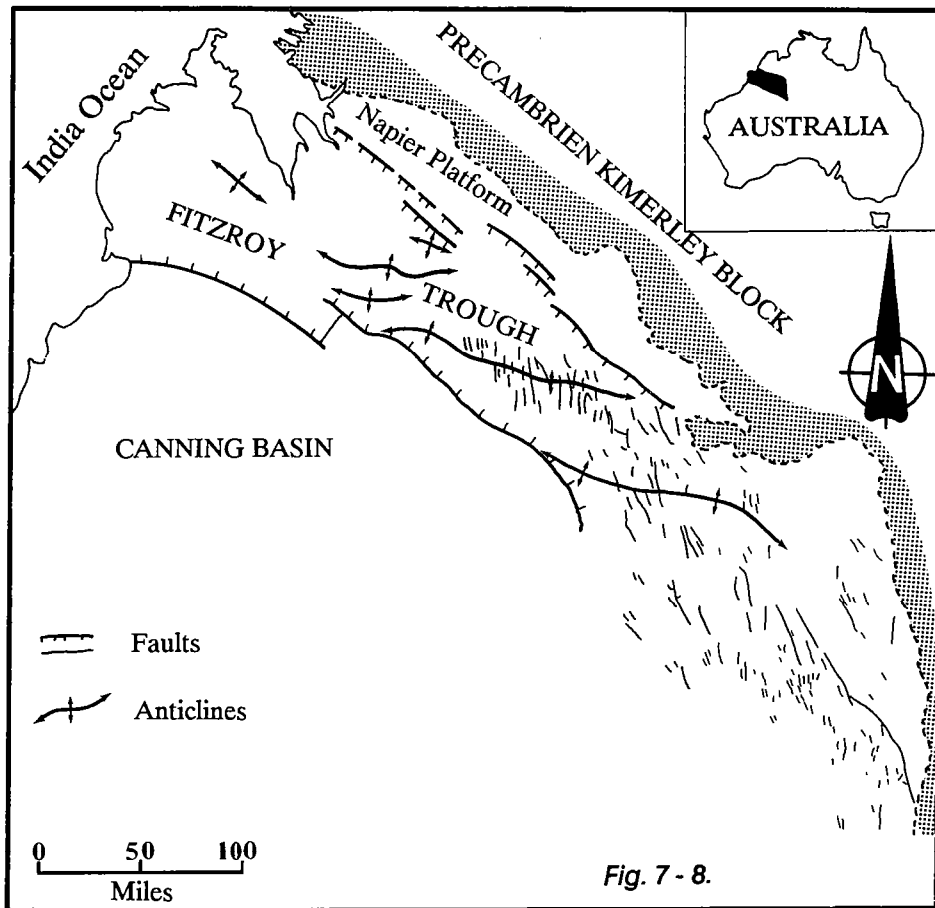 India Ocean
PRECAMBRIEN KIMERLEY BLOCK
AUSTRALIA
Napier Platform
FITZROY
TROUGH
N
CANNING BASIN
Faults
Anticlines
0 50 100
Miles
Fig. 7 - 8.